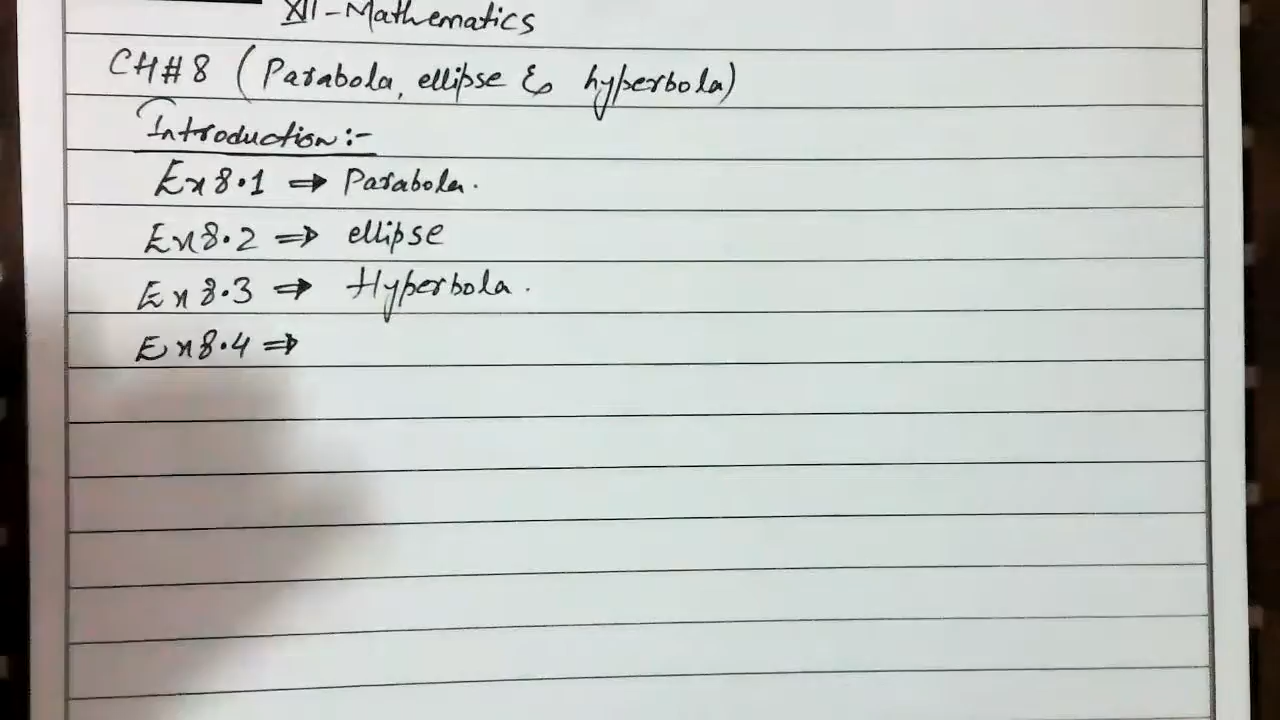 XII-Mathematics
CH#8 (Parabola, ellipse & hyperbola)
Introduction:-
Ex 8.1 ⇒ Parabola.
Ex 8.2 ⇒ ellipse
Ex 8.3 ⇒ Hyperbola.
Ex 8.4 ⇒